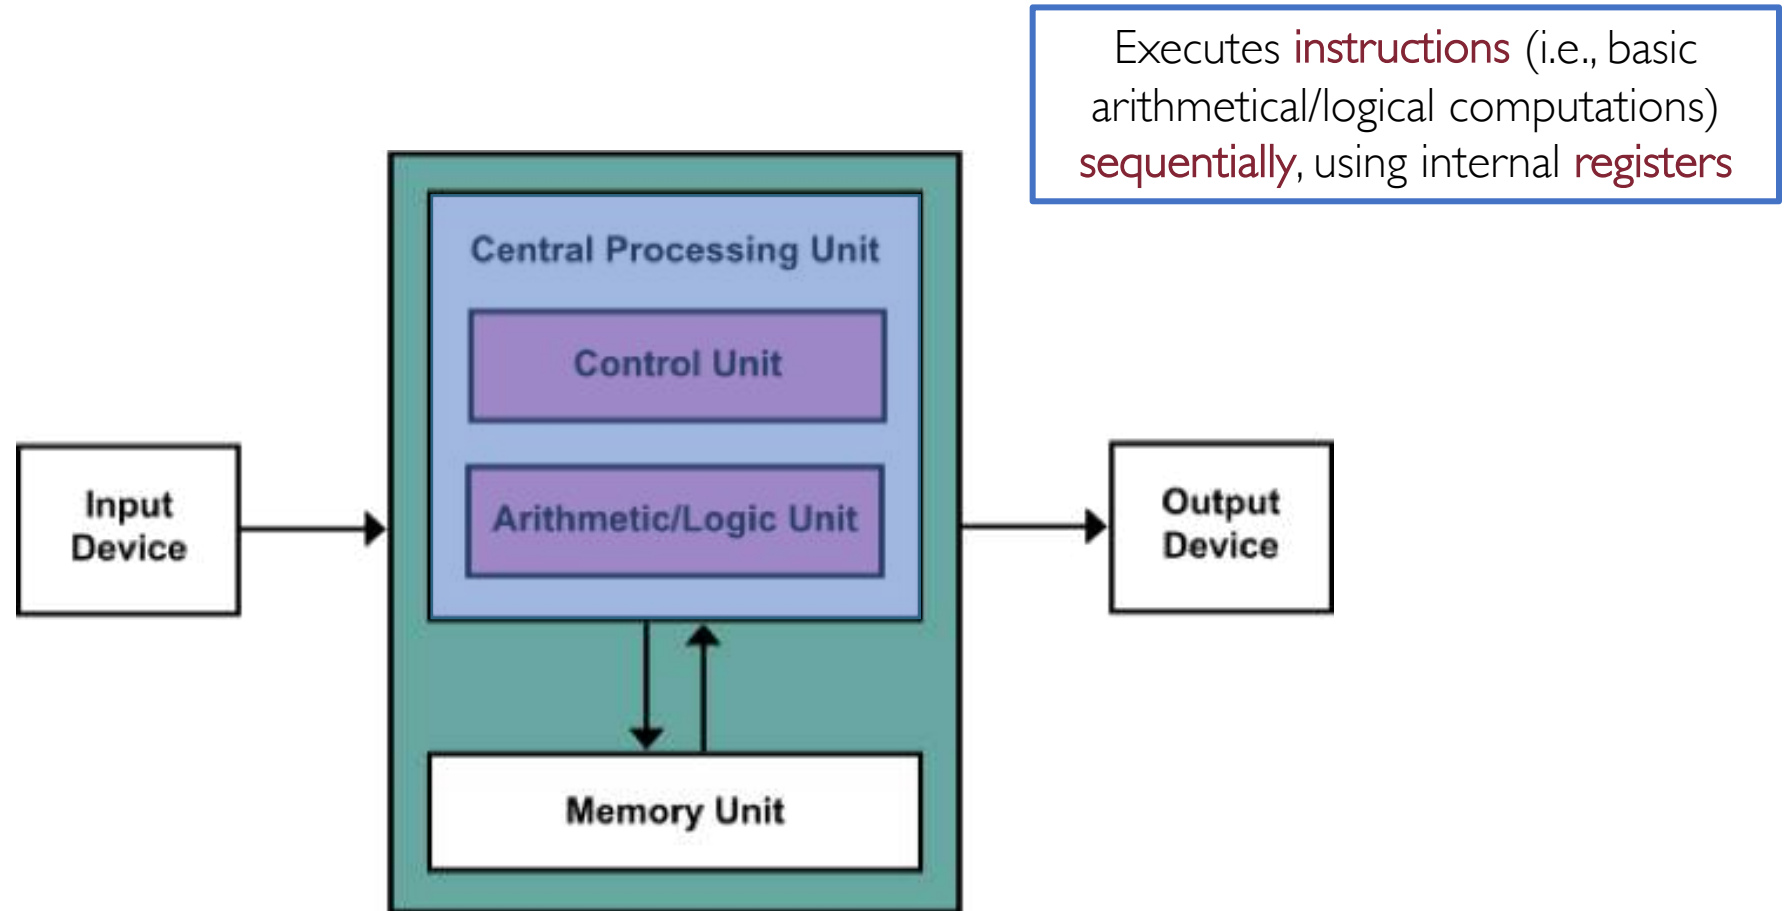 Executes instructions (i.e., basic
arithmetical/logical computations)
sequentially, using internal registers
Central Processing Unit
Control Unit
Arithmetic/Logic Unit
Input
Device
Output
Device
Memory Unit